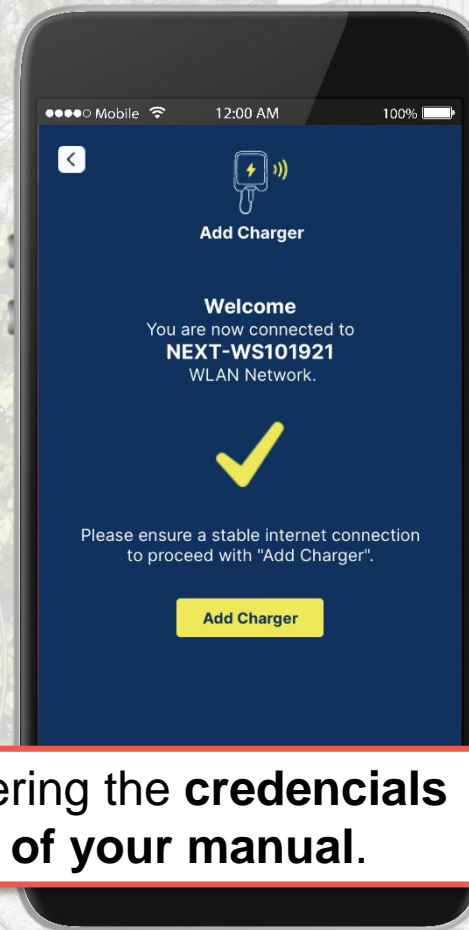 Mobile 12:00 AM 100%
Add Charger
Welcome
You are now connected to
NEXT-WS101921
WLAN Network.
Please ensure a stable internet connection
to proceed with "Add Charger".
Add Charger
ering the credencials
of your manual.